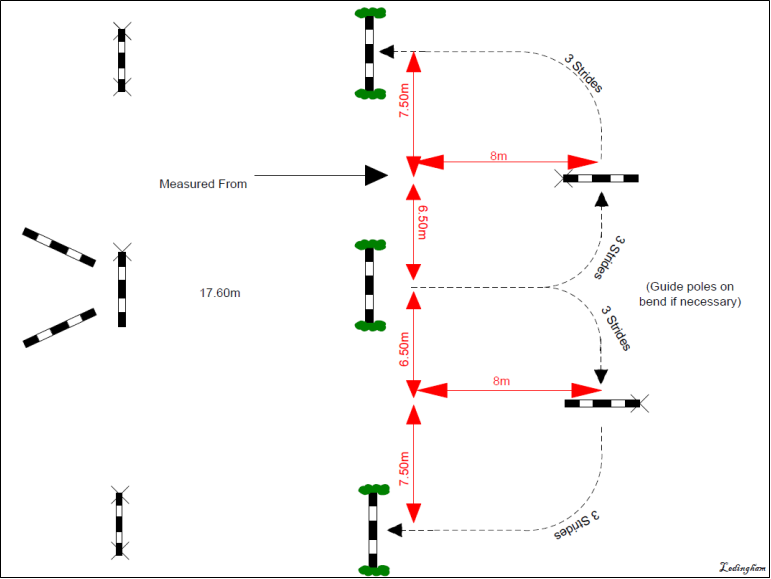 3 Strides
7.50m
8m
Measured From
6.50m
3 Strides
17.60m
(Guide poles on
bend if necessary)
3 Strides
6.50m
8m
7.50m
3 Strides
Ledingham